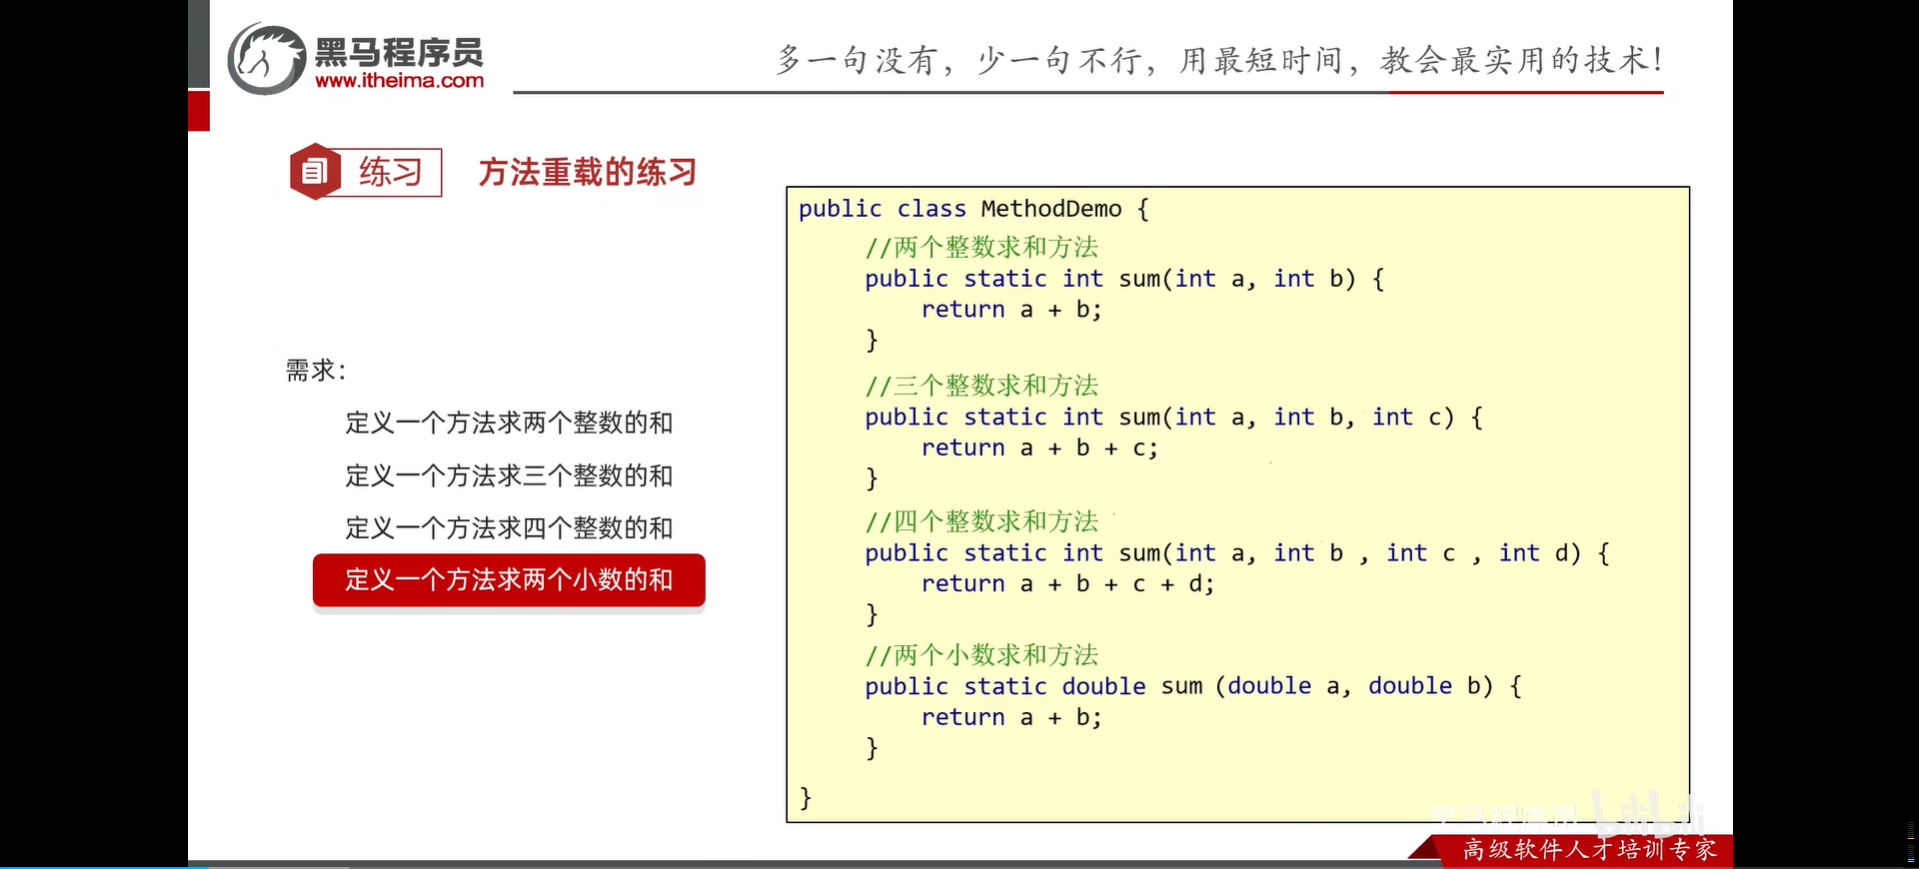 黑马程序员
www.itheima.com
多一句没有，少一句不行，用最短时间，教会最实用的技术！
练习
方法重载的练习
需求：
定义一个方法求两个整数的和
定义一个方法求三个整数的和
定义一个方法求四个整数的和
定义一个方法求两个小数的和
public class MethodDemo {
//两个整数求和方法
public static int sum(int a, int b) {
return a + b;
}
//三个整数求和方法
public static int sum(int a, int b, int c) {
return a + b + c;
}
//四个整数求和方法
public static int sum(int a, int b , int c , int d) {
return a + b + c + d;
}
//两个小数求和方法
public static double sum (double a, double b) {
return a + b;
}
}
黑马程序员 bilibili
高级软件人才培训专家